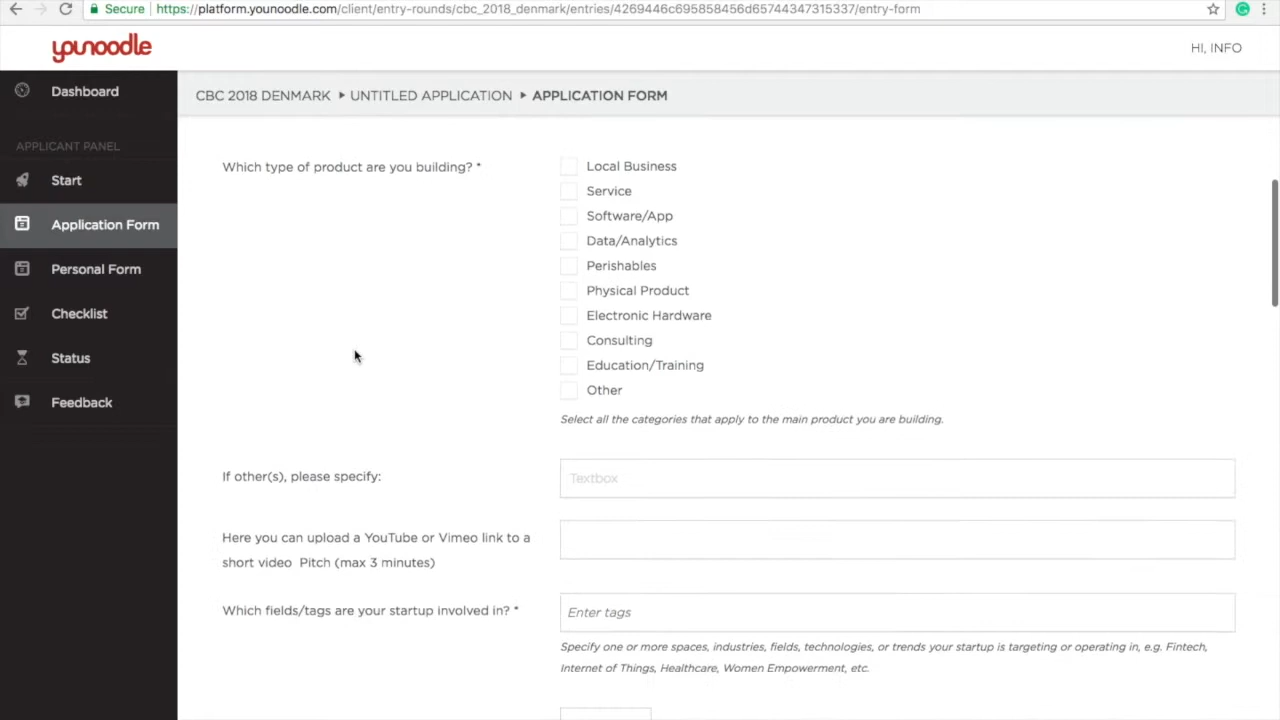 Secure https://platform.younoodle.com/client/entry-rounds/cbc_2018_denmark/entries/4269446c695858456d65744347315337/entry-form
younoodle
HI, INFO
Dashboard
CBC 2018 DENMARK UNTITLED APPLICATION APPLICATION FORM
APPLICANT PANEL
Start
Application Form
Personal Form
Checklist
Status
Feedback
Which type of product are you building? *
Local Business
Service
Software/App
Data/Analytics
Perishables
Physical Product
Electronic Hardware
Consulting
Education/Training
Other
Select all the categories that apply to the main product you are building.
If other(s), please specify:
Textbox
Here you can upload a YouTube or Vimeo link to a
short video Pitch (max 3 minutes)
Which fields/tags are your startup involved in? *
Enter tags
Specify one or more spaces, industries, fields, technologies, or trends your startup is targeting or operating in, e.g. Fintech,
Internet of Things, Healthcare, Women Empowerment, etc.